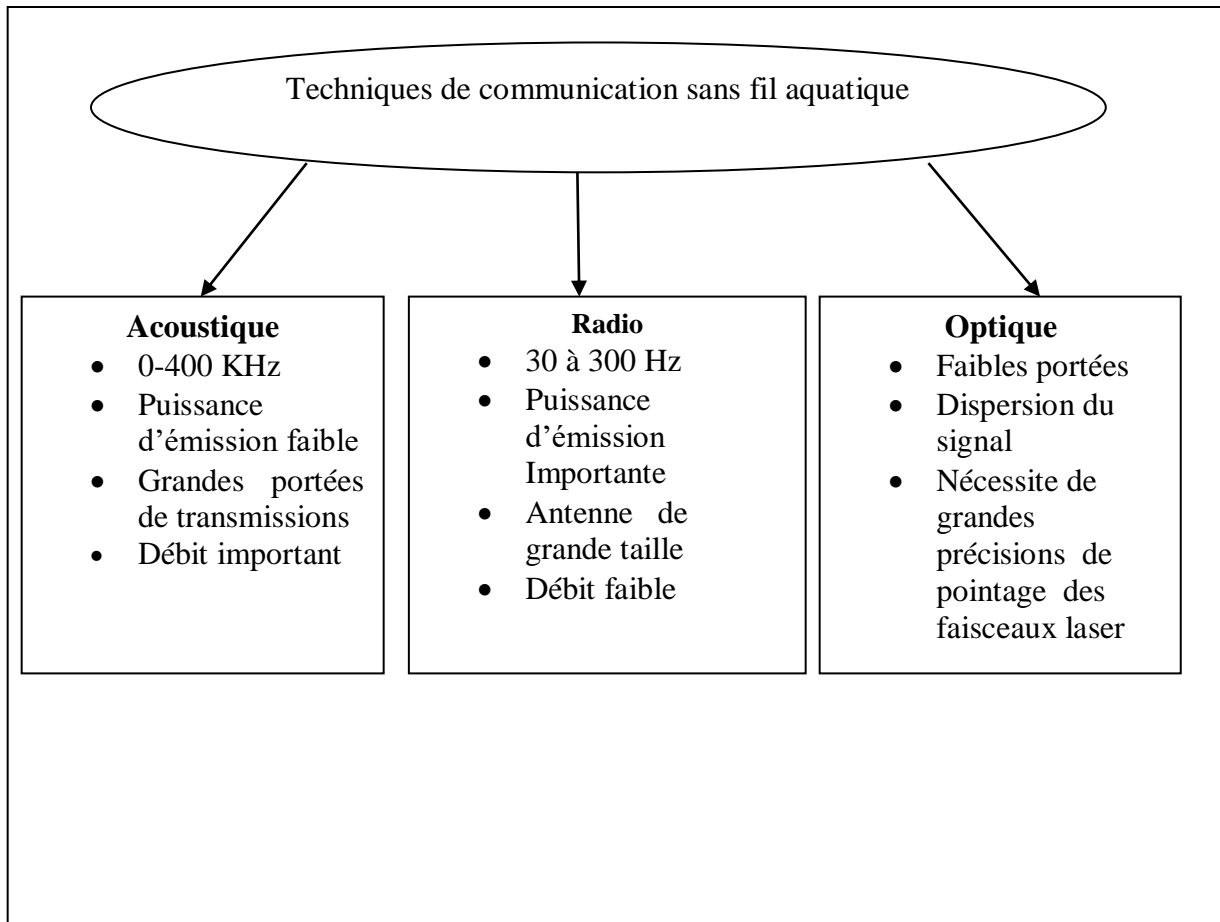 Techniques de communication sans fil aquatique
Acoustique
• 0-400 KHz
• Puissance
d’émission faible
• Grandes portées
de transmissions
• Débit important
Radio
• 30 à 300 Hz
• Puissance
d’émission
Importante
• Antenne de
grande taille
• Débit faible
Optique
• Faibles portées
• Dispersion du
signal
• Nécessite de
grandes
précisions de
pointage des
faisceaux laser